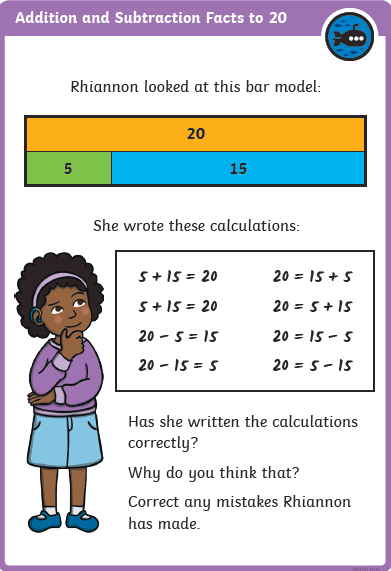 Addition and Subtraction Facts to 20
Rhiannon looked at this bar model:
20
5 15
She wrote these calculations:
5 + 15 = 20 20 = 15 + 5
5 + 15 = 20 20 = 5 + 15
20 – 5 = 15 20 = 15 – 5
20 – 15 = 5 20 = 5 – 15
Has she written the calculations
correctly?
Why do you think that?
Correct any mistakes Rhiannon
has made.